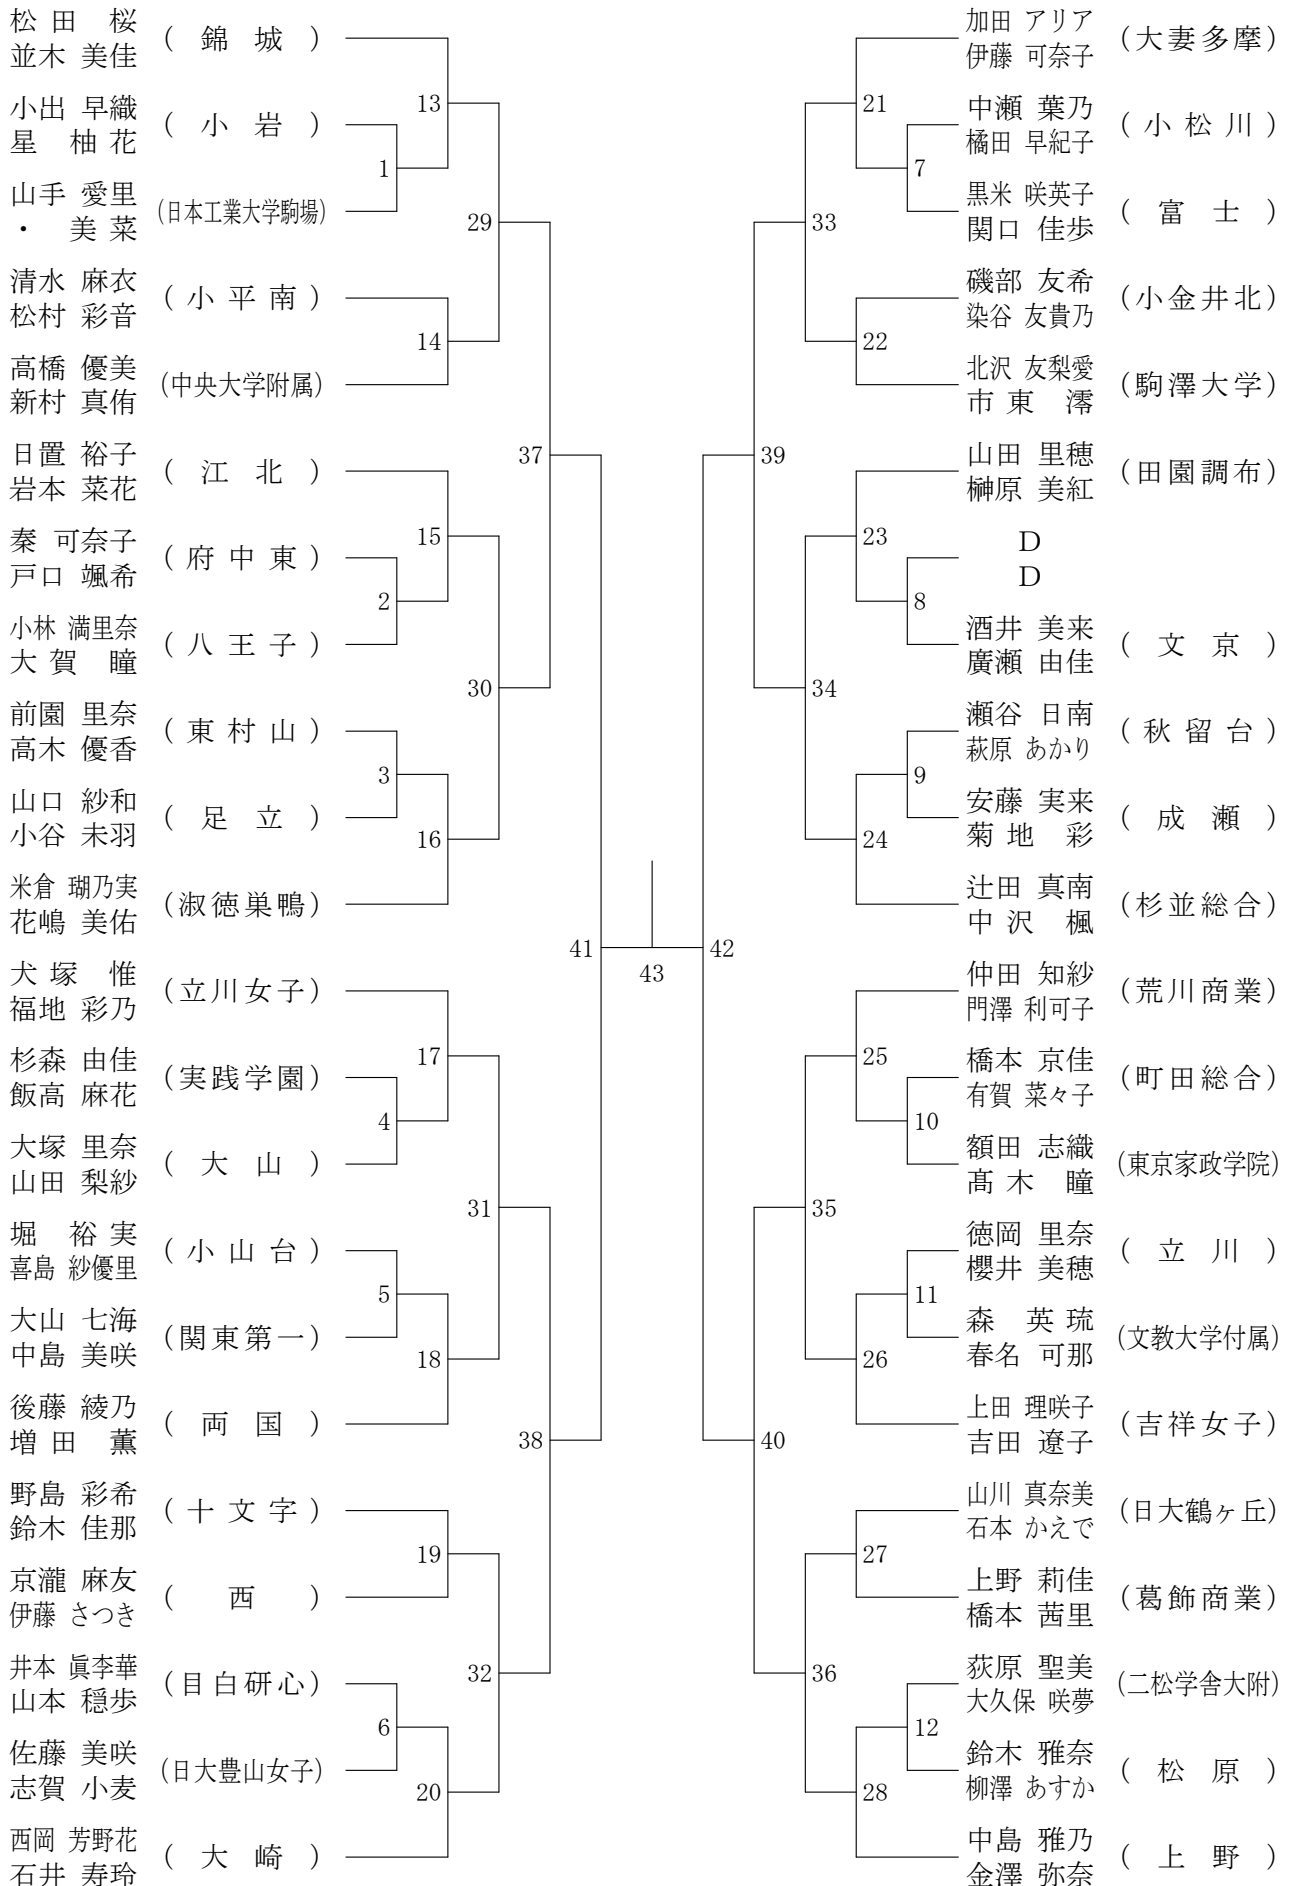 松田 桜
並木 美佳
(錦城)
小出 早織
星 柚花
(小岩)
山手 愛里
・ 美菜
(日本工業大学駒場)
清水 麻衣
松村 彩音
(小平南)
高橋 優美
新村 真侑
(中央大学附属)
日置 裕子
岩本 菜花
(江北)
秦 可奈子
戸口 颯希
(府中東)
小林 満里奈
大賀 瞳
(八王子)
前園 里奈
高木 優香
(東村山)
山口 紗和
小谷 未羽
(足立)
米倉 瑚乃実
花嶋 美佑
(淑徳巣鴨)
犬塚 惟
福地 彩乃
(立川女子)
杉森 由佳
飯高 麻花
(実践学園)
大塚 里奈
山田 梨紗
(大山)
堀 裕実
喜島 紗優里
(小山台)
大山 七海
中島 美咲
(関東第一)
後藤 綾乃
増田 薫
(両国)
野島 彩希
鈴木 佳那
(十文字)
京瀧 麻友
伊藤 さつき
(西)
井本 眞李華
山本 穏歩
(目白研心)
佐藤 美咲
志賀 小麦
(日大豊山女子)
西岡 芳野花
石井 寿玲
(大崎)
1
2
3
4
5
6
13
14
15
16
17
18
19
20
29
30
31
32
37
38
41
43
42
39
40
33
34
35
36
21
22
23
24
25
26
27
28
7
8
9
10
11
12
加田 アリア
伊藤 可奈子
(大妻多摩)
中瀬 葉乃
橘田 早紀子
(小松川)
黒米 咲英子
関口 佳歩
(富士)
磯部 友希
染谷 友貴乃
(小金井北)
北沢 友梨愛
市東 澪
(駒澤大学)
山田 里穂
榊原 美紅
(田園調布)
D
D
酒井 美来
廣瀬 由佳
(文京)
瀬谷 日南
萩原 あかり
(秋留台)
安藤 実来
菊地 彩
(成瀬)
辻田 真南
中沢 楓
(杉並総合)
仲田 知紗
門澤 利可子
(荒川商業)
橋本 京佳
有賀 菜々子
(町田総合)
額田 志織
髙木 瞳
(東京家政学院)
徳岡 里奈
櫻井 美穂
(立川)
森 英琉
春名 可那
(文教大学付属)
上田 理咲子
吉田 遼子
(吉祥女子)
山川 真奈美
石本 かえで
(日大鶴ヶ丘)
上野 莉佳
橋本 茜里
(葛飾商業)
荻原 聖美
大久保 咲夢
(二松学舎大附)
鈴木 雅奈
柳澤 あすか
(松原)
中島 雅乃
金澤 弥奈
(上野)